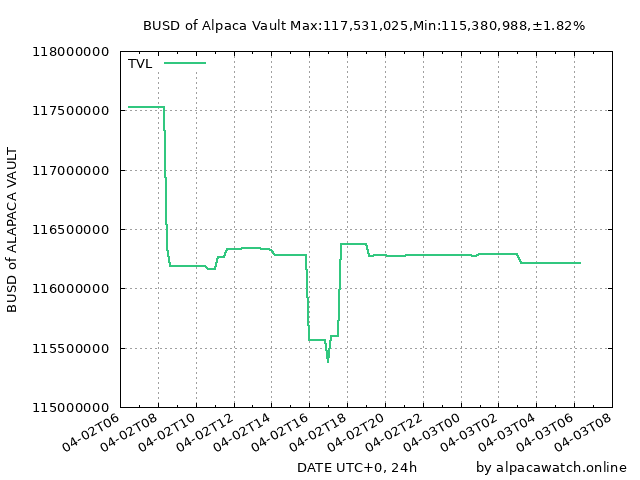 BUSD of Alpaca Vault Max:117,531,025,Min:115,380,988,±1.82%
118000000
TVL
117500000
117000000
116500000
116000000
115500000
115000000
BUSD of ALAPACA VAULT
04-02T06
04-02T08
04-02T10
04-02T12
04-02T14
04-02T16
04-02T18
04-02T20
04-02T22
04-03T00
04-03T02
04-03T04
04-03T06
04-03T08
DATE UTC+0, 24h
by alpacawatch.online